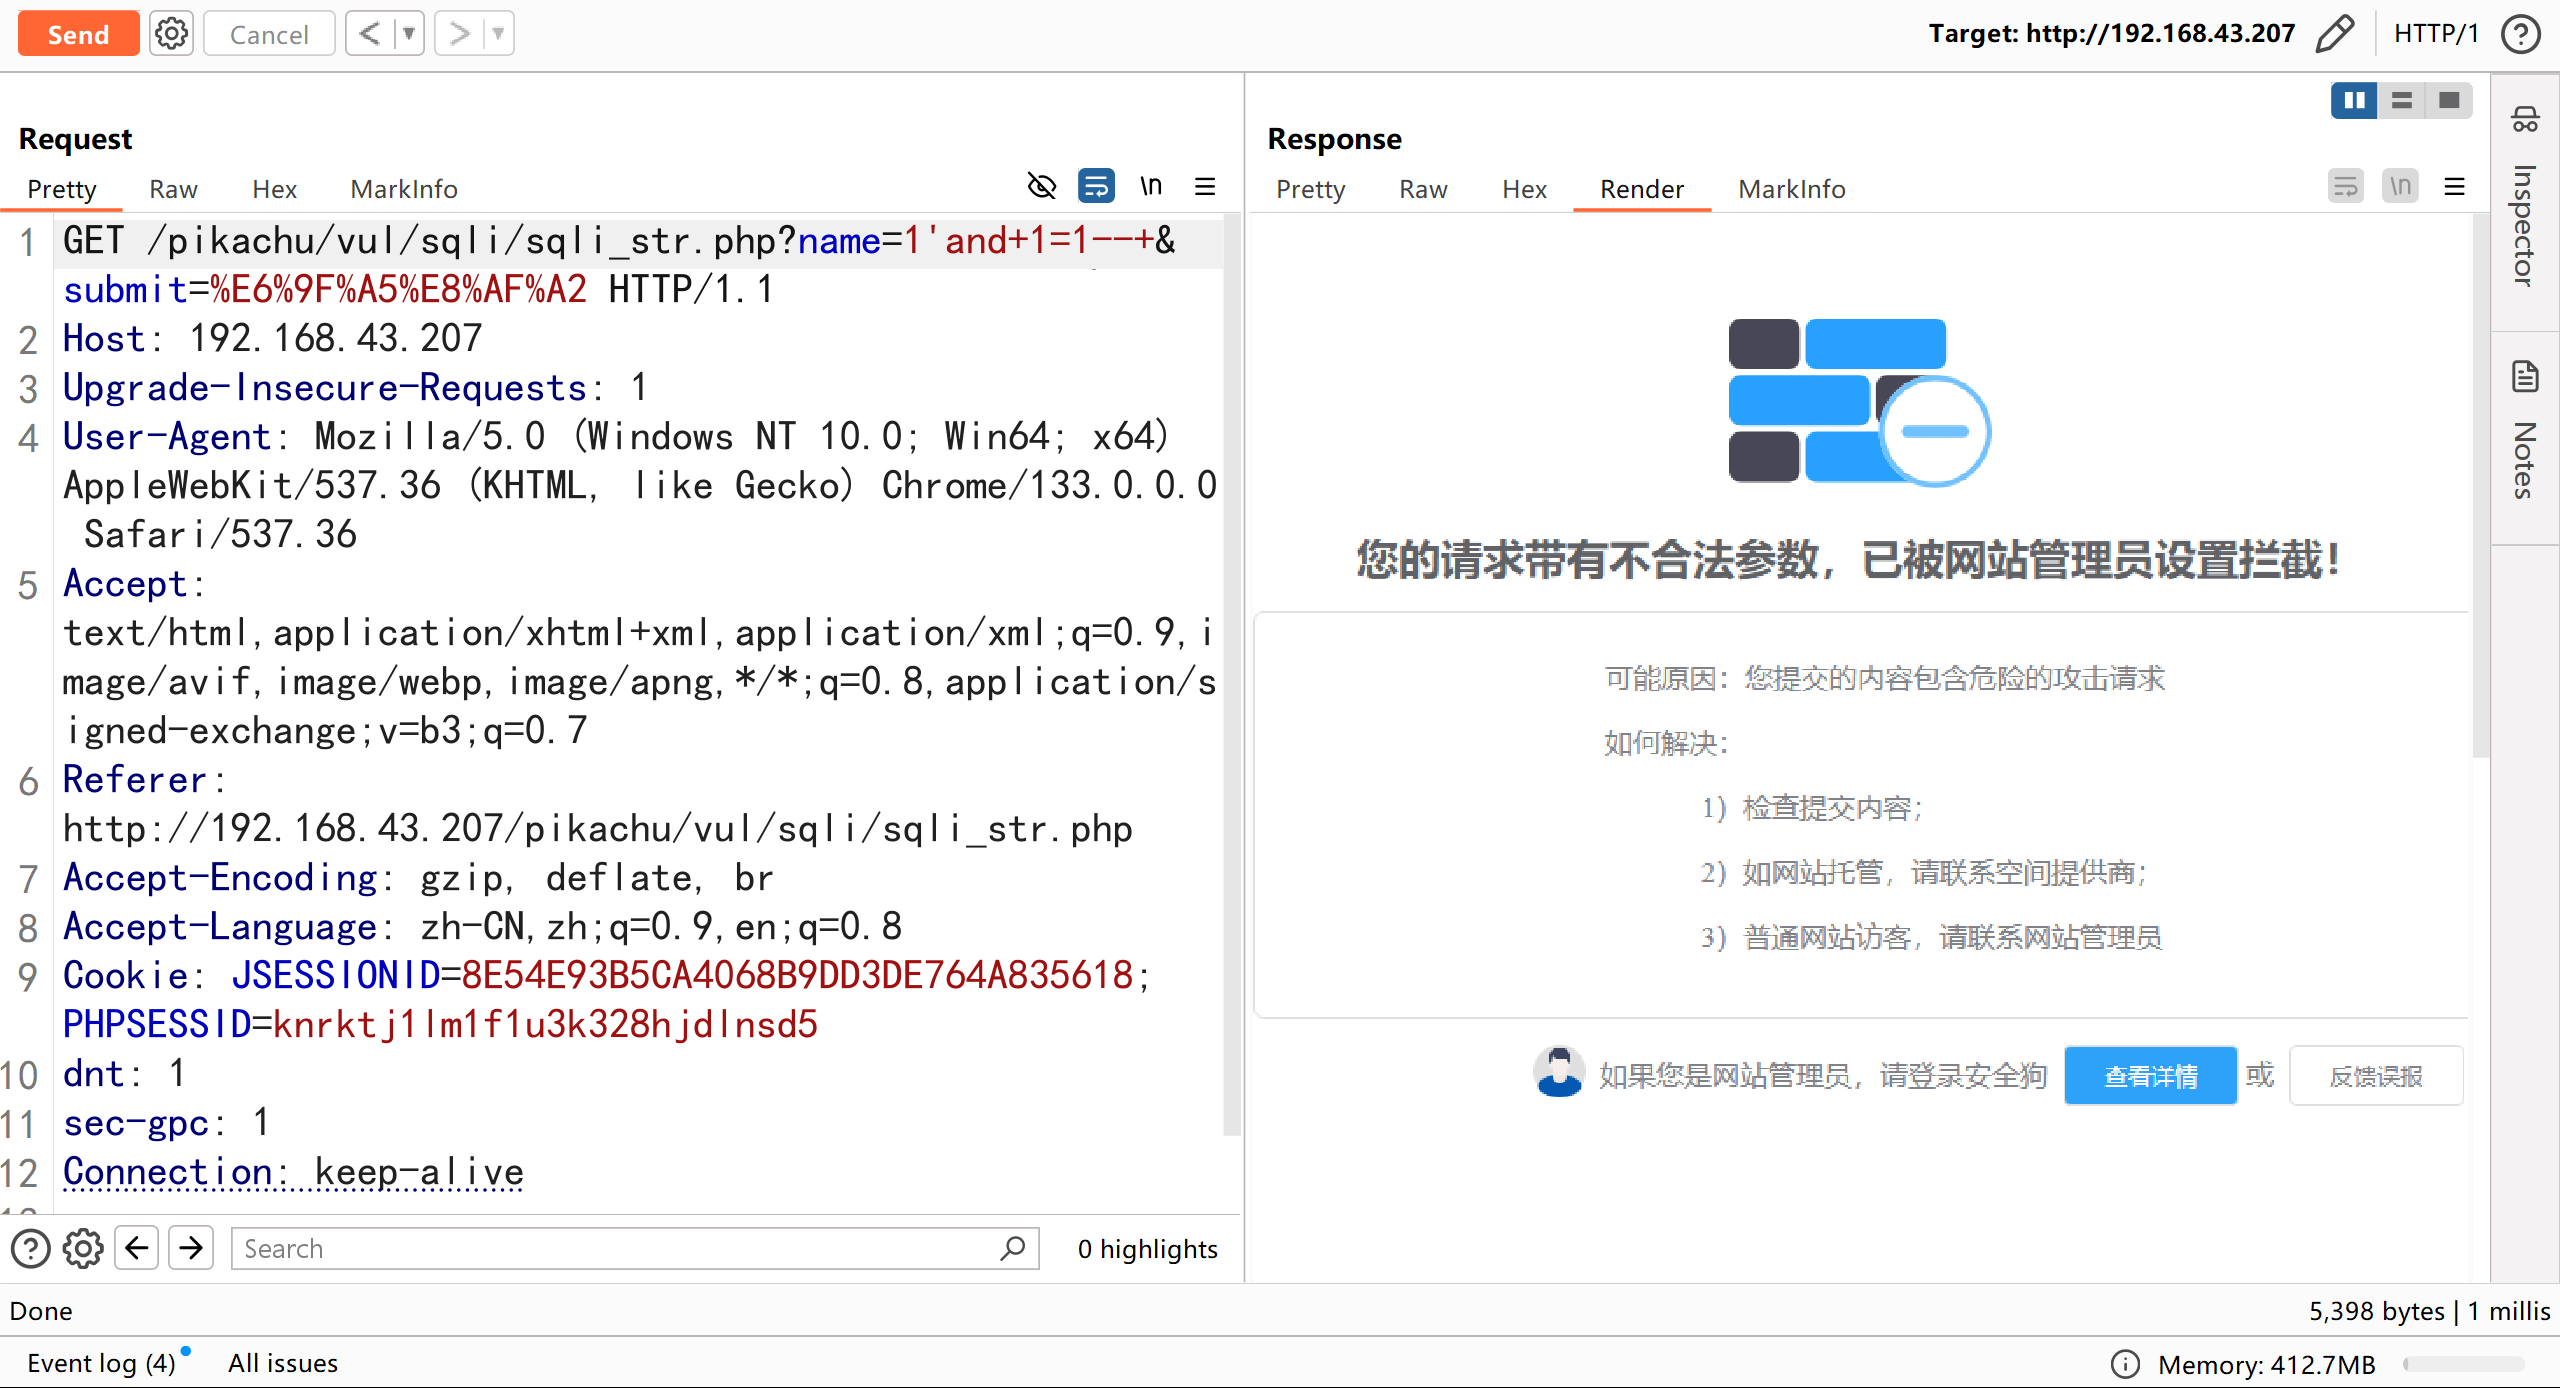 Send
Cancel
Target: http://192.168.43.207
HTTP/1
Request
Pretty Raw Hex MarkInfo
\n
1 GET /pikachu/vul/sqli/sqli_str.php?name=1'and+1=1--+&
submit=%E6%9F%A5%E8%AF%A2 HTTP/1.1
2 Host: 192.168.43.207
3 Upgrade-Insecure-Requests: 1
4 User-Agent: Mozilla/5.0 (Windows NT 10.0; Win64; x64)
AppleWebKit/537.36 (KHTML, like Gecko) Chrome/133.0.0.0
Safari/537.36
5 Accept:
text/html,application/xhtml+xml,application/xml;q=0.9,i
mage/avif,image/webp,image/apng,*/*;q=0.8,application/s
igned-exchange;v=b3;q=0.7
6 Referer:
http://192.168.43.207/pikachu/vul/sqli/sqli_str.php
7 Accept-Encoding: gzip, deflate, br
8 Accept-Language: zh-CN,zh;q=0.9,en;q=0.8
9 Cookie: JSESSIONID=8E54E93B5CA4068B9DD3DE764A835618;
PHPSESSID=knrktj1lm1f1u3k328hjdlnsd5
10 dnt: 1
11 sec-gpc: 1
12 Connection: keep-alive
Search
0 highlights
Response
Pretty Raw Hex Render MarkInfo
\n
您的请求带有不合法参数，已被网站管理员设置拦截！
可能原因：您提交的内容包含危险的攻击请求
如何解决：
1）检查提交内容；
2）如网站托管，请联系空间提供商；
3）普通网站访客，请联系网站管理员
如果您是网站管理员，请登录安全狗 查看详情 或 反馈误报
Inspector
Notes
Done
5,398 bytes | 1 millis
Event log (4) All issues
Memory: 412.7MB